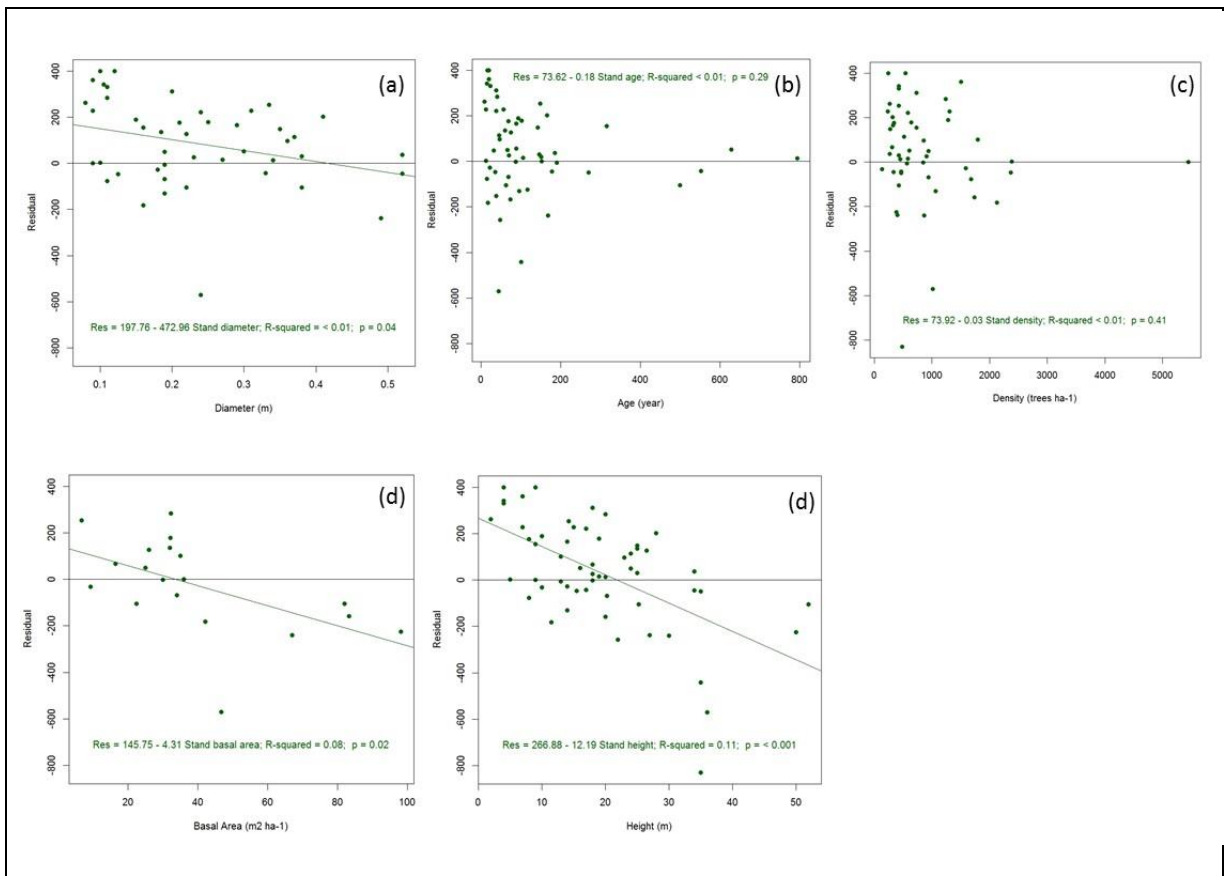 (a)
400
200
0
-200
-400
-600
-800
Residual
Res = 197.76 - 472.96 Stand diameter; R-squared = < 0.01; p = 0.04
0.1 0.2 0.3 0.4 0.5
Diameter (m)
(b)
400
200
0
-200
-400
-600
-800
Residual
Res = 73.62 - 0.18 Stand age; R-squared < 0.01; p = 0.29
0 200 400 600 800
Age (year)
(c)
400
200
0
-200
-400
-600
-800
Residual
Res = 73.92 - 0.03 Stand density; R-squared < 0.01; p = 0.41
0 1000 2000 3000 4000 5000
Density (trees ha-1)
(d)
400
200
0
-200
-400
-600
-800
Residual
Res = 145.75 - 4.31 Stand basal area; R-squared = 0.08; p = 0.02
20 40 60 80 100
Basal Area (m2 ha-1)
(d)
400
200
0
-200
-400
-600
-800
Residual
Res = 266.88 - 12.19 Stand height; R-squared = 0.11; p = < 0.001
0 10 20 30 40 50
Height (m)